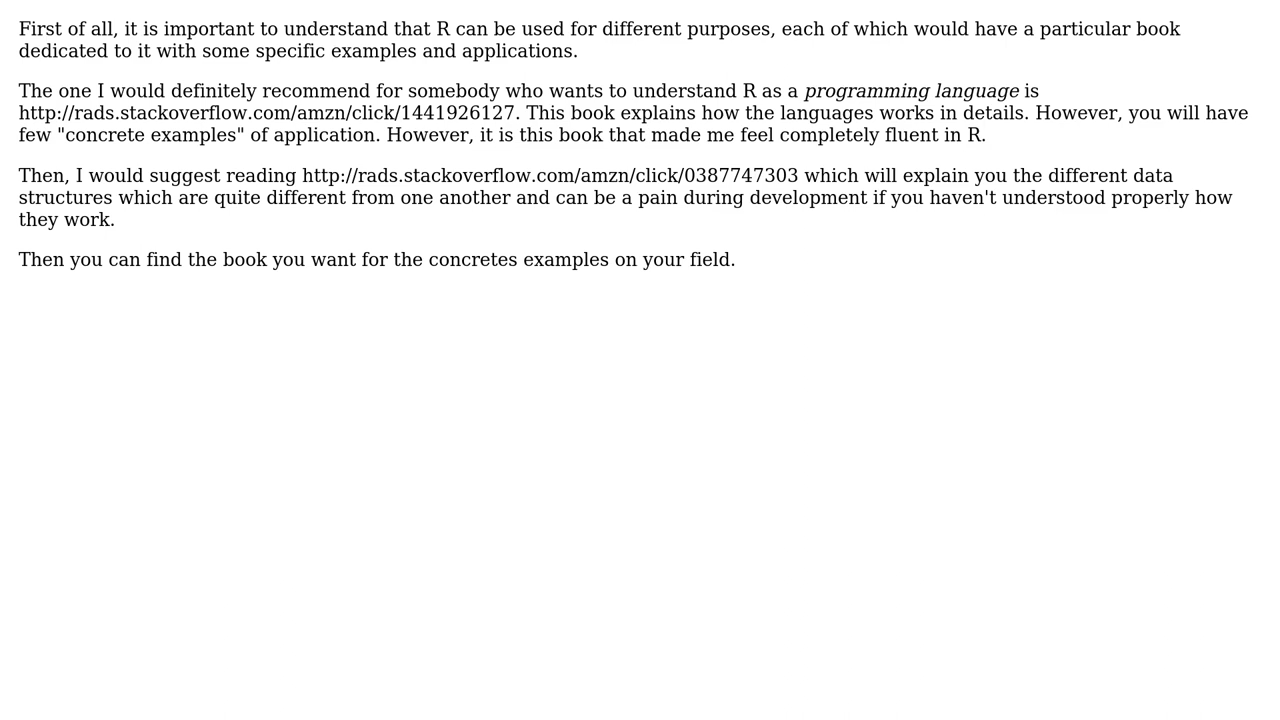 First of all, it is important to understand that R can be used for different purposes, each of which would have a particular book
dedicated to it with some specific examples and applications.
The one I would definitely recommend for somebody who wants to understand R as a programming language is
http://rads.stackoverflow.com/amzn/click/1441926127. This book explains how the languages works in details. However, you will have
few "concrete examples" of application. However, it is this book that made me feel completely fluent in R.
Then, I would suggest reading http://rads.stackoverflow.com/amzn/click/0387747303 which will explain you the different data
structures which are quite different from one another and can be a pain during development if you haven't understood properly how
they work.
Then you can find the book you want for the concretes examples on your field.